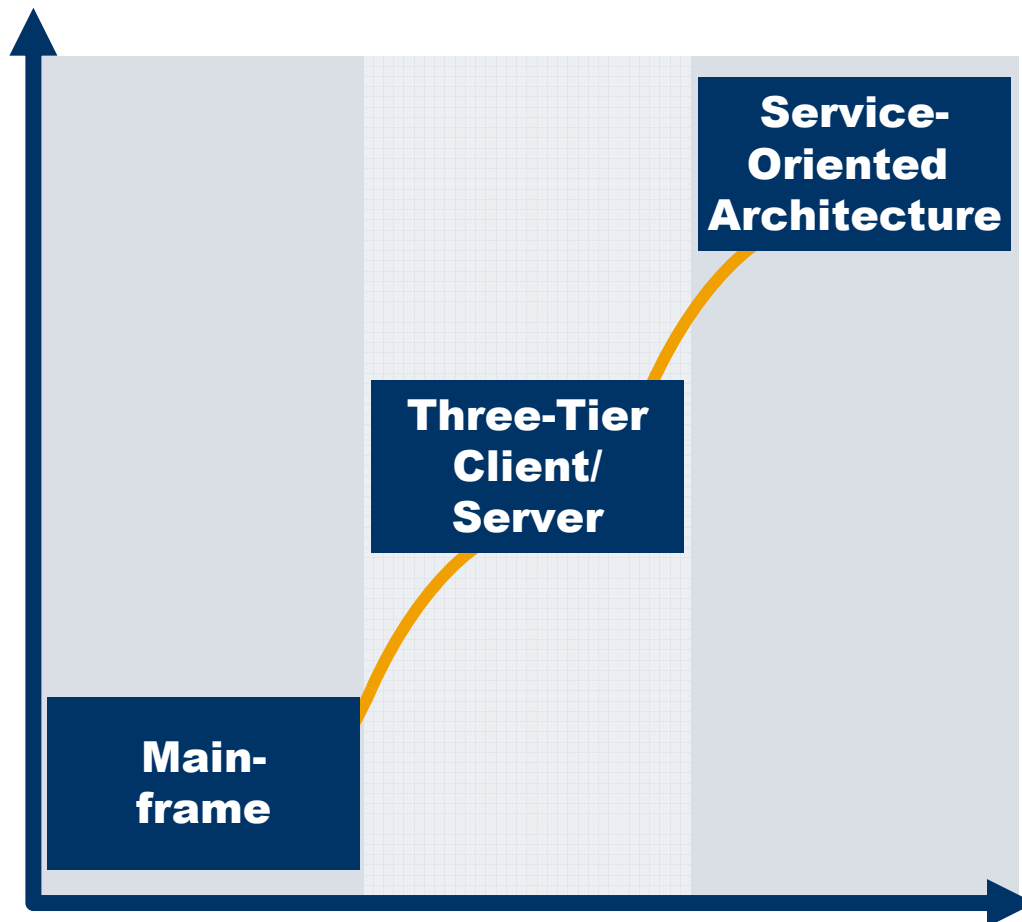 Service-
Oriented
Architecture
Three-Tier
Client/
Server
Main-
frame